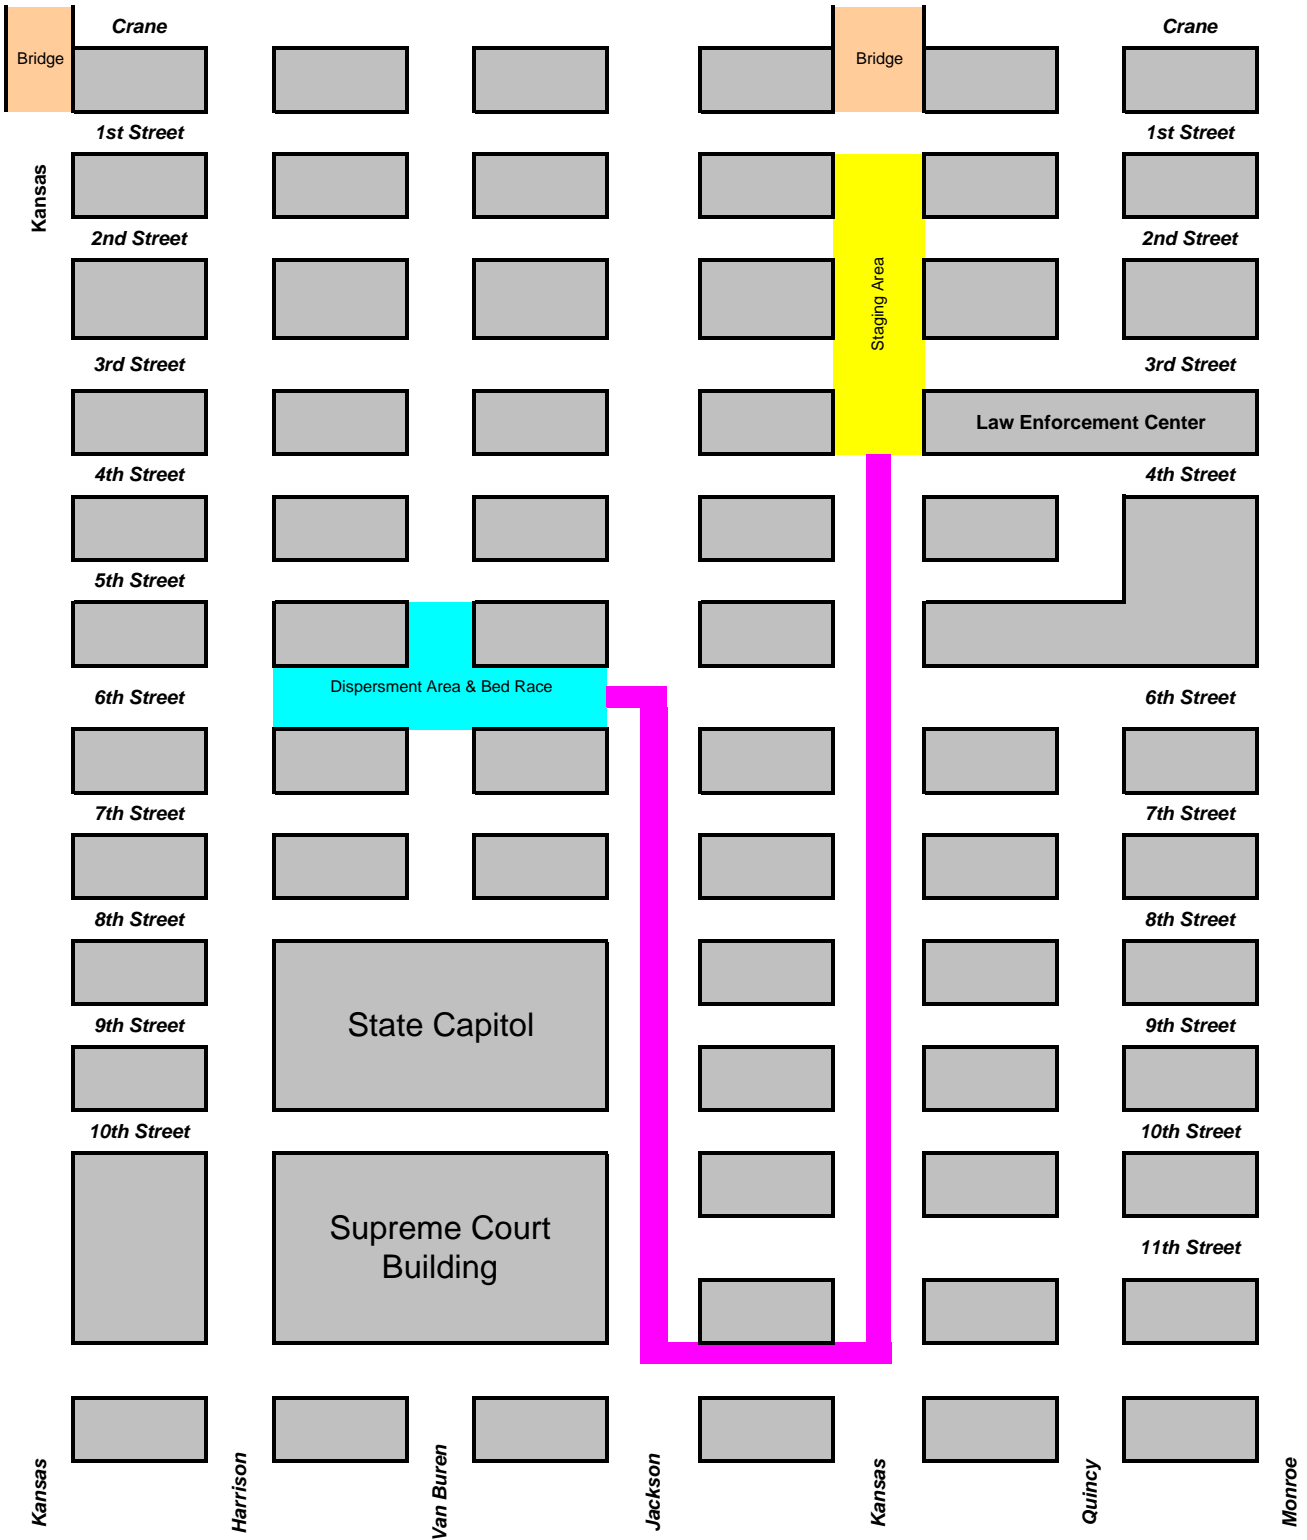 Crane
Crane
Bridge
Bridge
1st Street
1st Street
Kansas
2nd Street
2nd Street
Staging Area
3rd Street
3rd Street
Law Enforcement Center
4th Street
4th Street
5th Street
Dispersment Area & Bed Race
6th Street
6th Street
7th Street
7th Street
8th Street
8th Street
State Capitol
9th Street
9th Street
10th Street
10th Street
Supreme Court
Building
11th Street
Kansas
Harrison
Van Buren
Jackson
Kansas
Quincy
Monroe